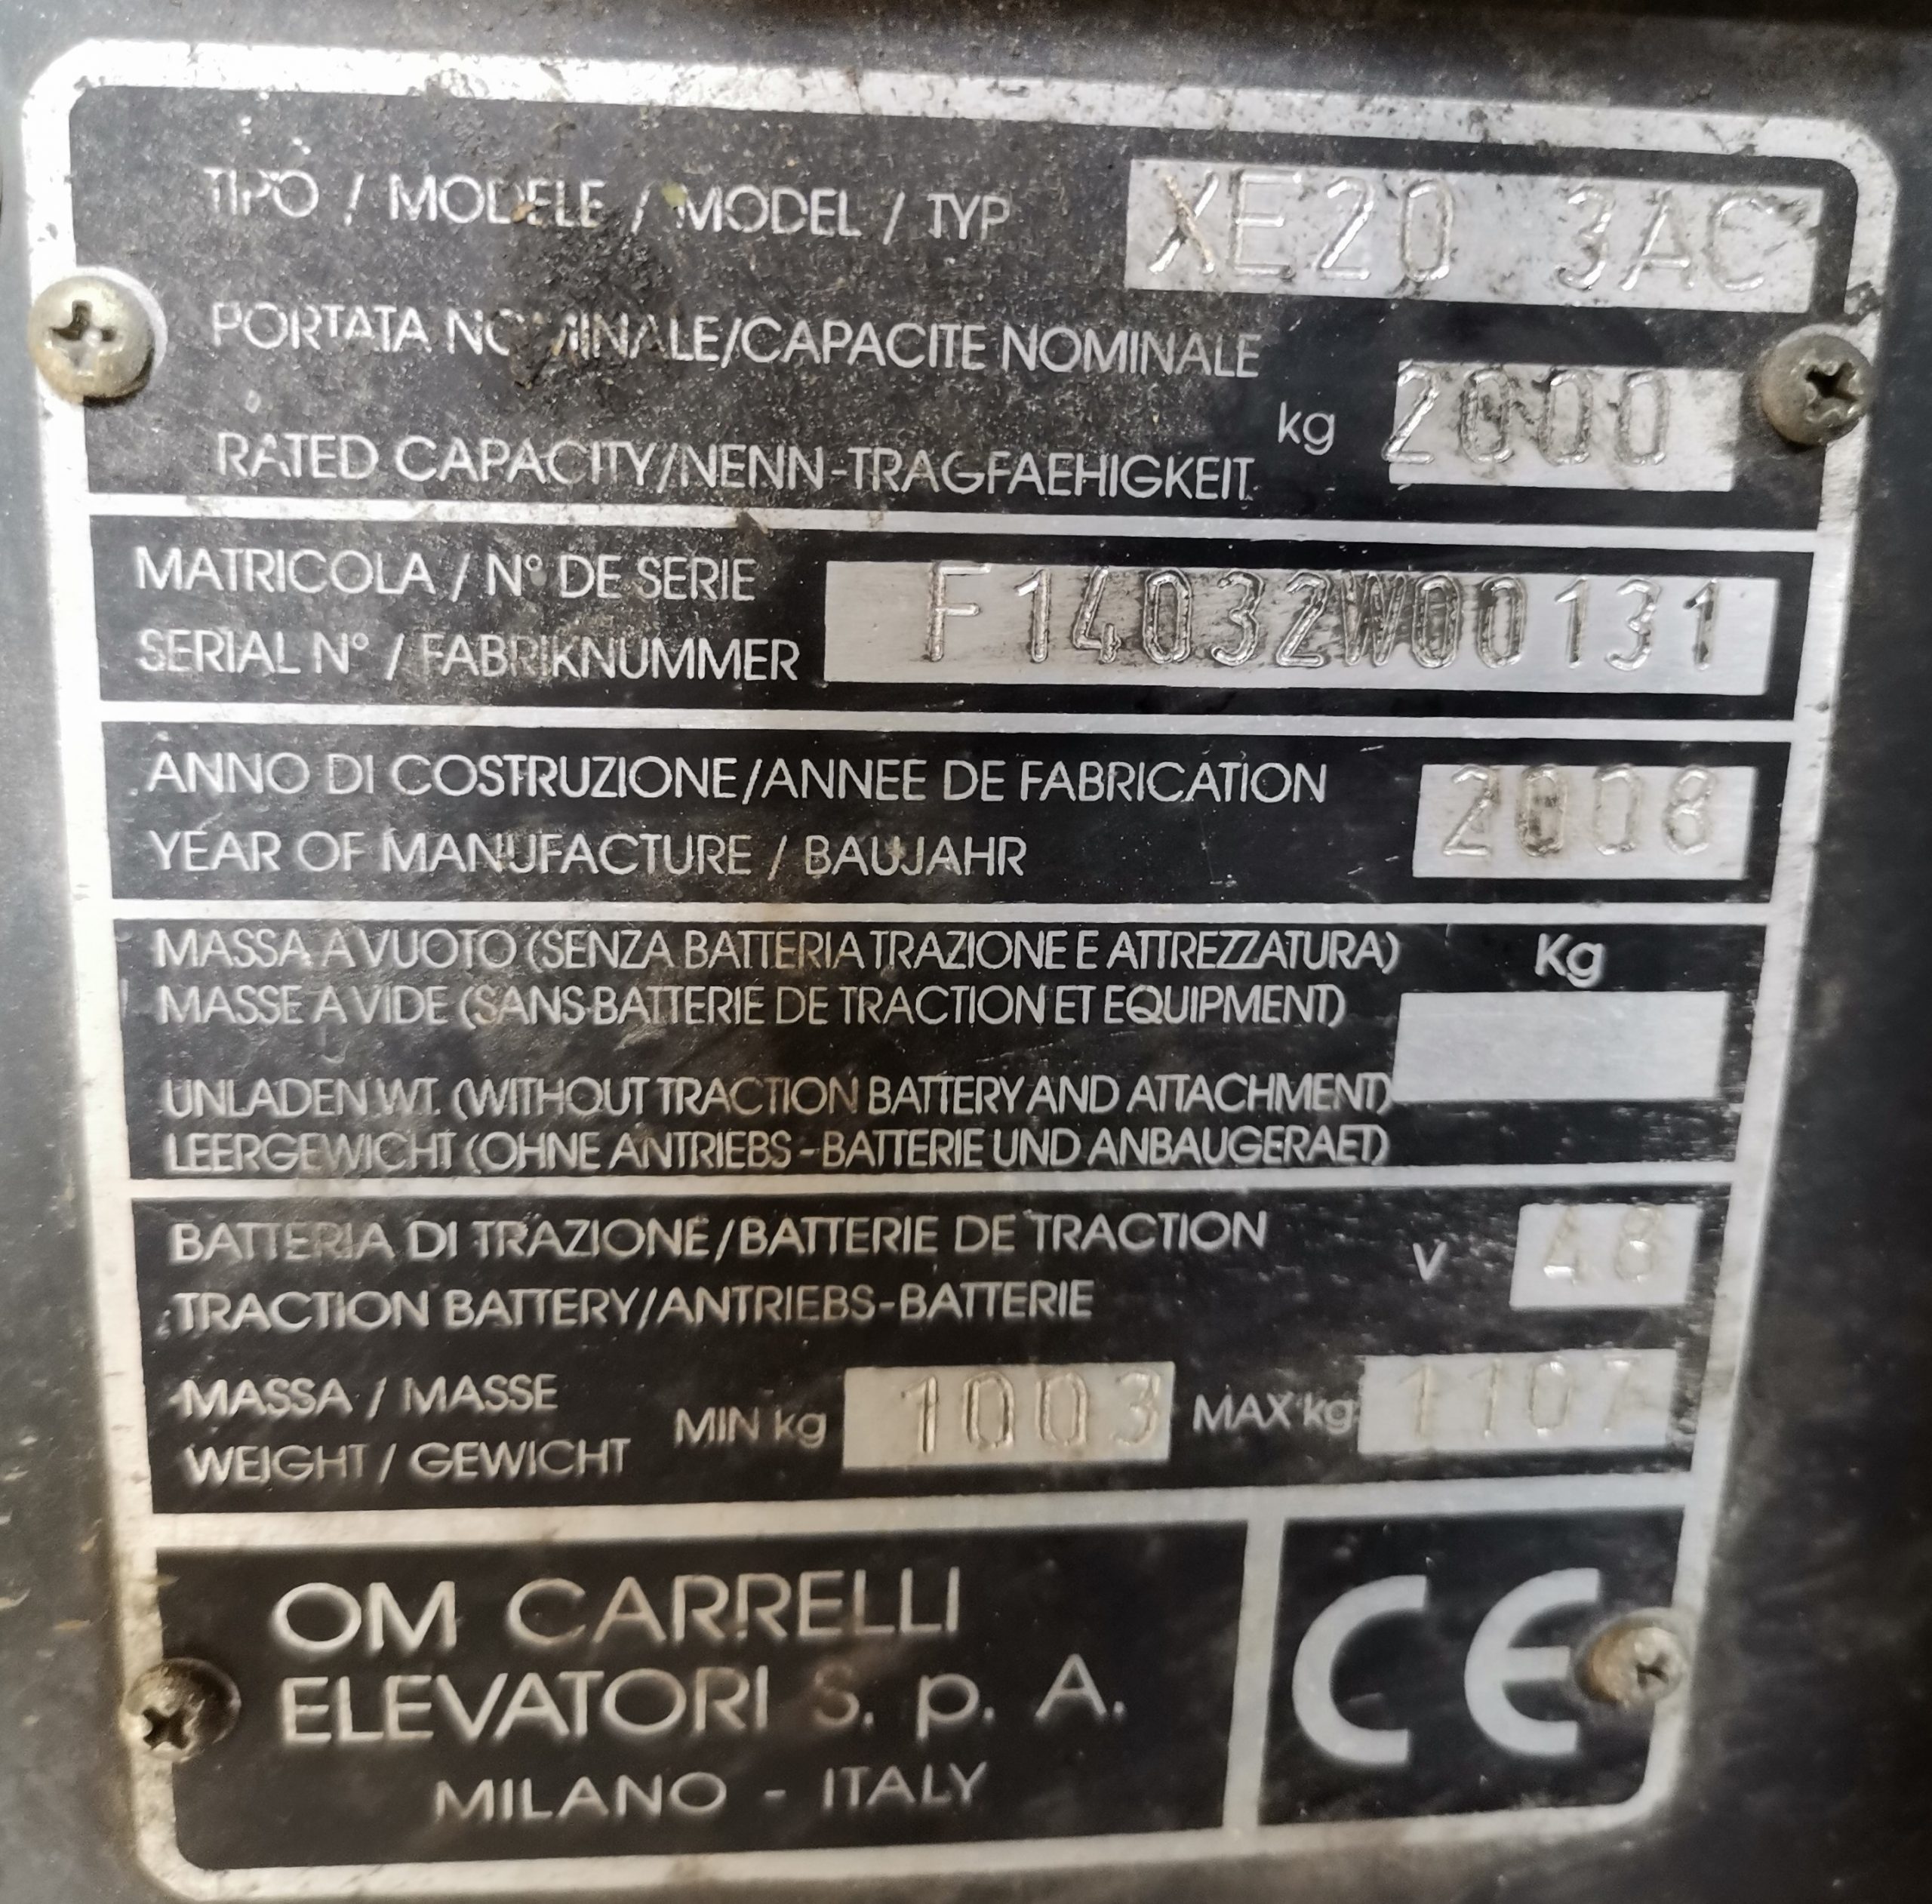 TIPO / MODELE / MODEL / TYP XE20 3AC
PORTATA NOMINALE/CAPACITE NOMINALE
kg 2000
RATED CAPACITY/NENN-TRAGFAEHIGKEIT
MATRICOLA / N° DE SERIE
F14032W00131
SERIAL N° / FABRIKNUMMER
ANNO DI COSTRUZIONE/ANNEE DE FABRICATION
2008
YEAR OF MANUFACTURE / BAUJAHR
MASSA A VUOTO (SENZA BATTERIA TRAZIONE E ATTREZZATURA) Kg
MASSE A VIDE (SANS-BATTERIE DE TRACTION ET EQUIPMENT)
UNLADEN WT. (WITHOUT TRACTION BATTERY AND ATTACHMENT)
LEERGEWICHT (OHNE ANTRIEBS-BATTERIE UND ANBAUGERAET)
BATTERIA DI TRAZIONE/BATTERIE DE TRACTION
V 48
TRACTION BATTERY/ANTRIEBS-BATTERIE
MASSA / MASSE
MIN kg 1003 MAX kg 1107
WEIGHT / GEWICHT
OM CARRELLI
ELEVATORI S. p. A.
MILANO - ITALY
CE